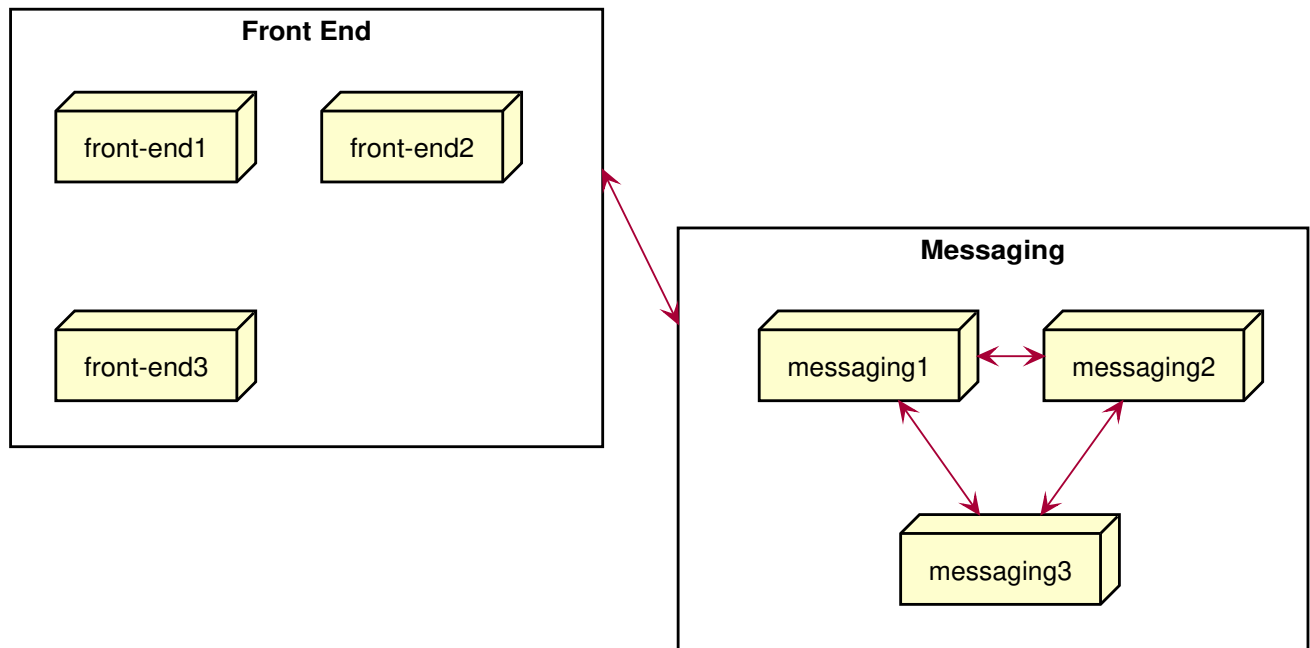 Front End
front-end1
front-end2
front-end3
Messaging
messaging1
messaging2
messaging3